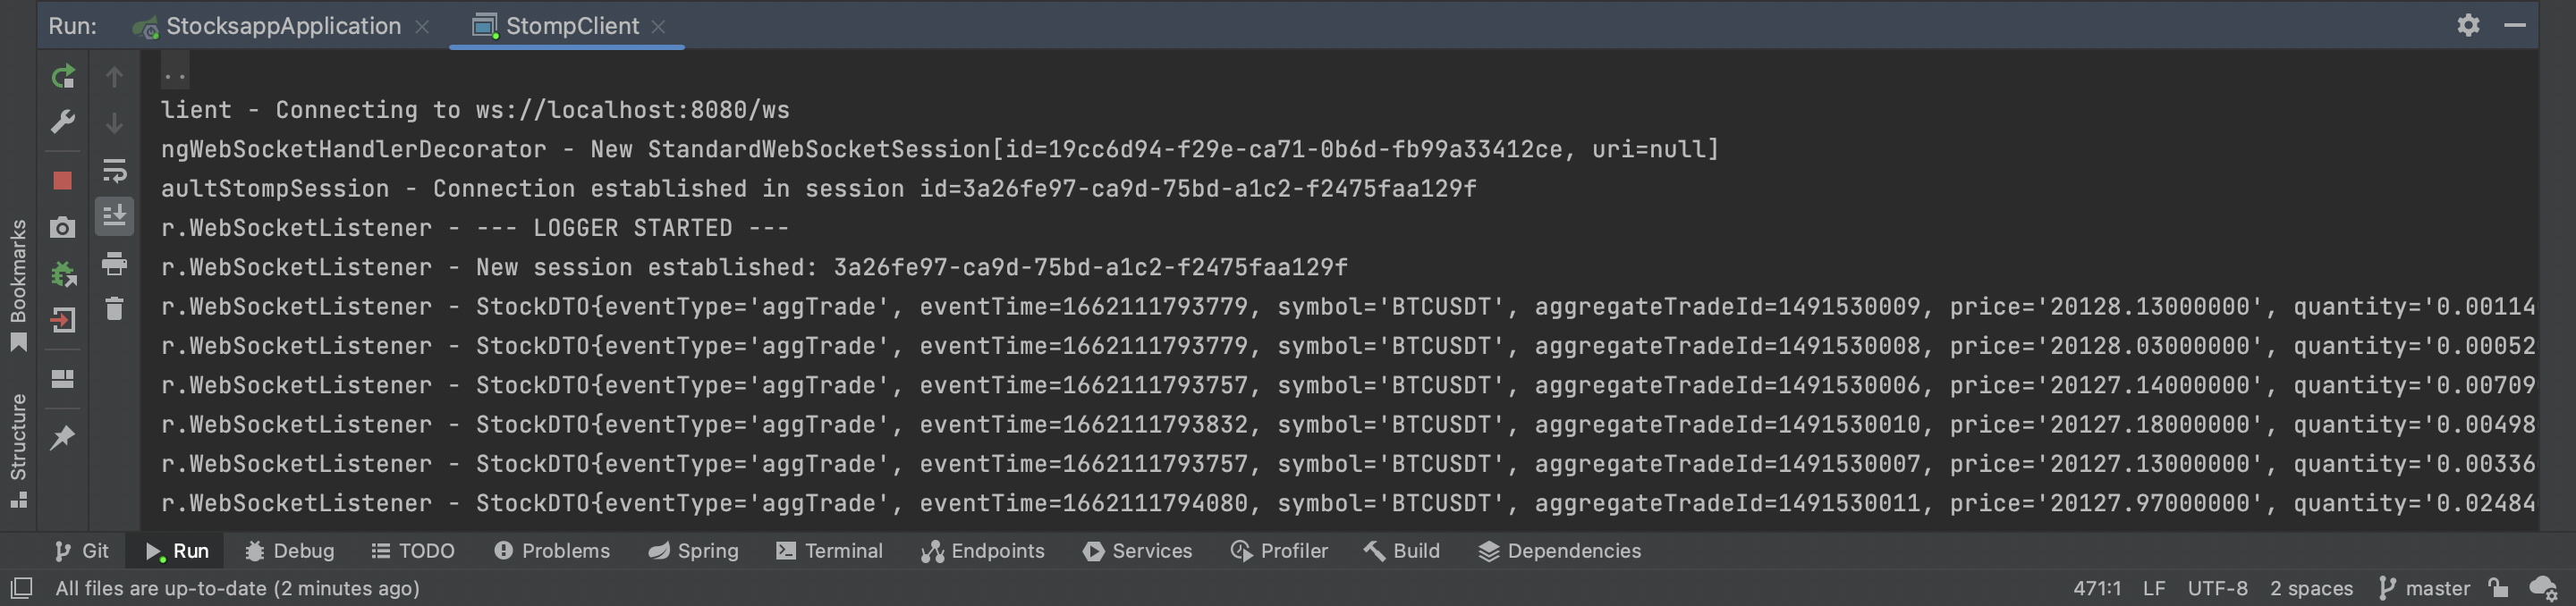 Run: StocksappApplication StompClient
..
lient - Connecting to ws://localhost:8080/ws
ngWebSocketHandlerDecorator - New StandardWebSocketSession[id=19cc6d94-f29e-ca71-0b6d-fb99a33412ce, uri=null]
aultStompSession - Connection established in session id=3a26fe97-ca9d-75bd-a1c2-f2475faa129f
r.WebSocketListener - --- LOGGER STARTED ---
r.WebSocketListener - New session established: 3a26fe97-ca9d-75bd-a1c2-f2475faa129f
r.WebSocketListener - StockDTO{eventType='aggTrade', eventTime=1662111793779, symbol='BTCUSDT', aggregateTradeId=1491530009, price='20128.13000000', quantity='0.00114
r.WebSocketListener - StockDTO{eventType='aggTrade', eventTime=1662111793779, symbol='BTCUSDT', aggregateTradeId=1491530008, price='20128.03000000', quantity='0.00052
r.WebSocketListener - StockDTO{eventType='aggTrade', eventTime=1662111793757, symbol='BTCUSDT', aggregateTradeId=1491530006, price='20127.14000000', quantity='0.00709
r.WebSocketListener - StockDTO{eventType='aggTrade', eventTime=1662111793832, symbol='BTCUSDT', aggregateTradeId=1491530010, price='20127.18000000', quantity='0.00498
r.WebSocketListener - StockDTO{eventType='aggTrade', eventTime=1662111793757, symbol='BTCUSDT', aggregateTradeId=1491530007, price='20127.13000000', quantity='0.00336
r.WebSocketListener - StockDTO{eventType='aggTrade', eventTime=1662111794080, symbol='BTCUSDT', aggregateTradeId=1491530011, price='20127.97000000', quantity='0.02484
Bookmarks
Structure
Git Run Debug TODO Problems Spring Terminal Endpoints Services Profiler Build Dependencies
All files are up-to-date (2 minutes ago) 471:1 LF UTF-8 2 spaces master